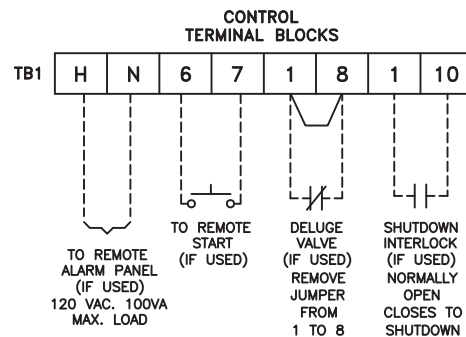 CONTROL
TERMINAL BLOCKS
TB1 H N 6 7 1 8 1 10
TO REMOTE
ALARM PANEL
(IF USED)
120 VAC. 100VA
MAX. LOAD
TO REMOTE
START
(IF USED)
DELUGE
VALVE
(IF USED)
REMOVE
JUMPER
FROM
1 TO 8
SHUTDOWN
INTERLOCK
(IF USED)
NORMALLY
OPEN
CLOSES TO
SHUTDOWN